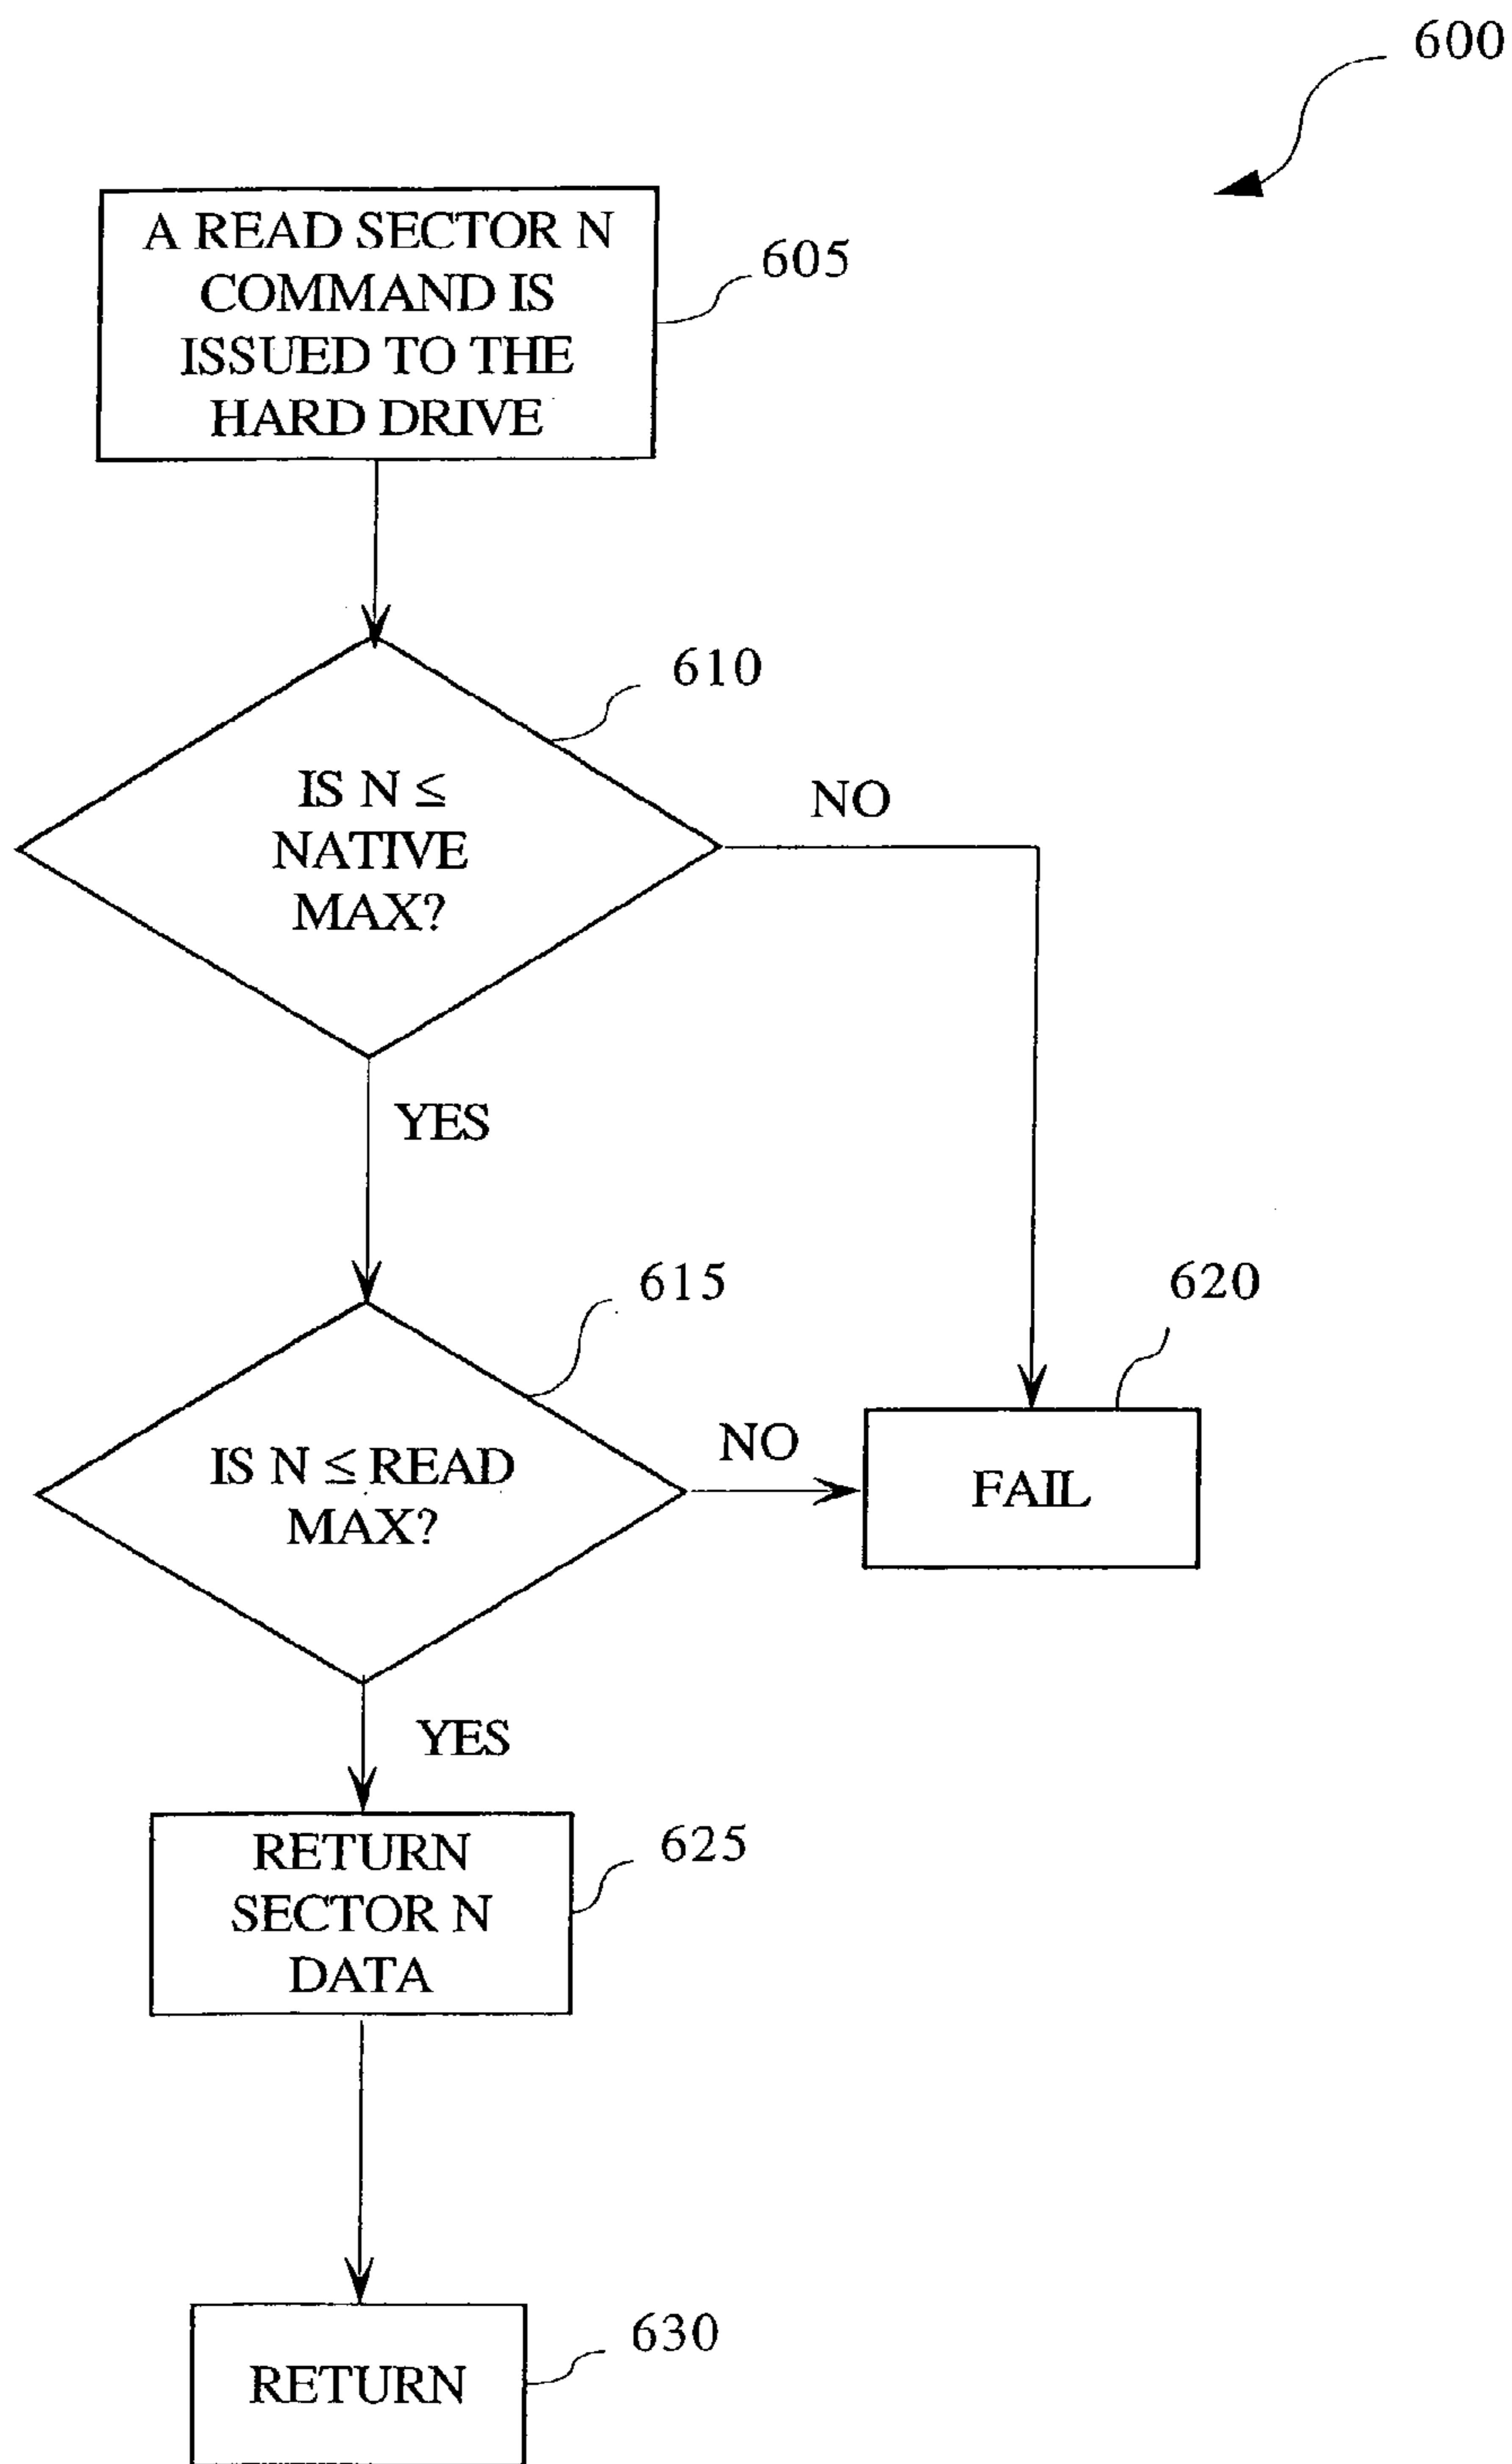 600
A READ SECTOR N
COMMAND IS
ISSUED TO THE
HARD DRIVE
605
610
IS N ≤
NATIVE
MAX?
NO
YES
615
620
IS N ≤ READ
MAX?
NO
FAIL
YES
RETURN
SECTOR N
DATA
625
630
RETURN